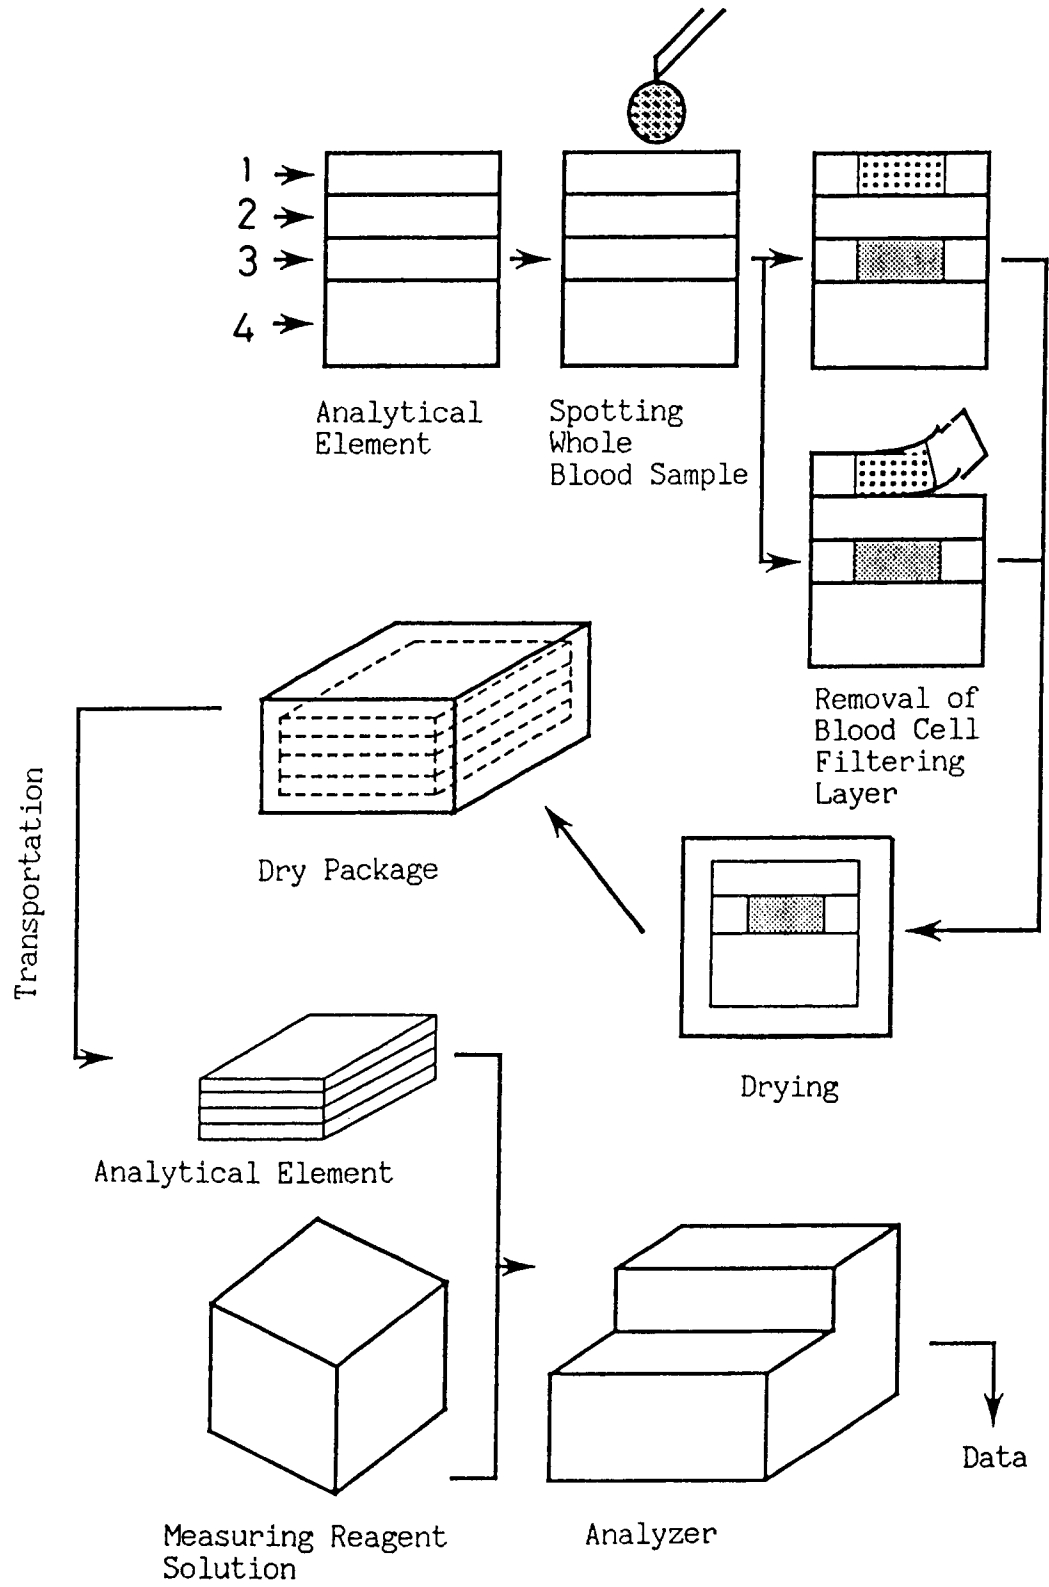 1
2
3
4
Analytical
Element
Spotting
Whole
Blood Sample
Removal of
Blood Cell
Filtering
Layer
Dry Package
Transportation
Drying
Analytical Element
Measuring Reagent
Solution
Analyzer
Data